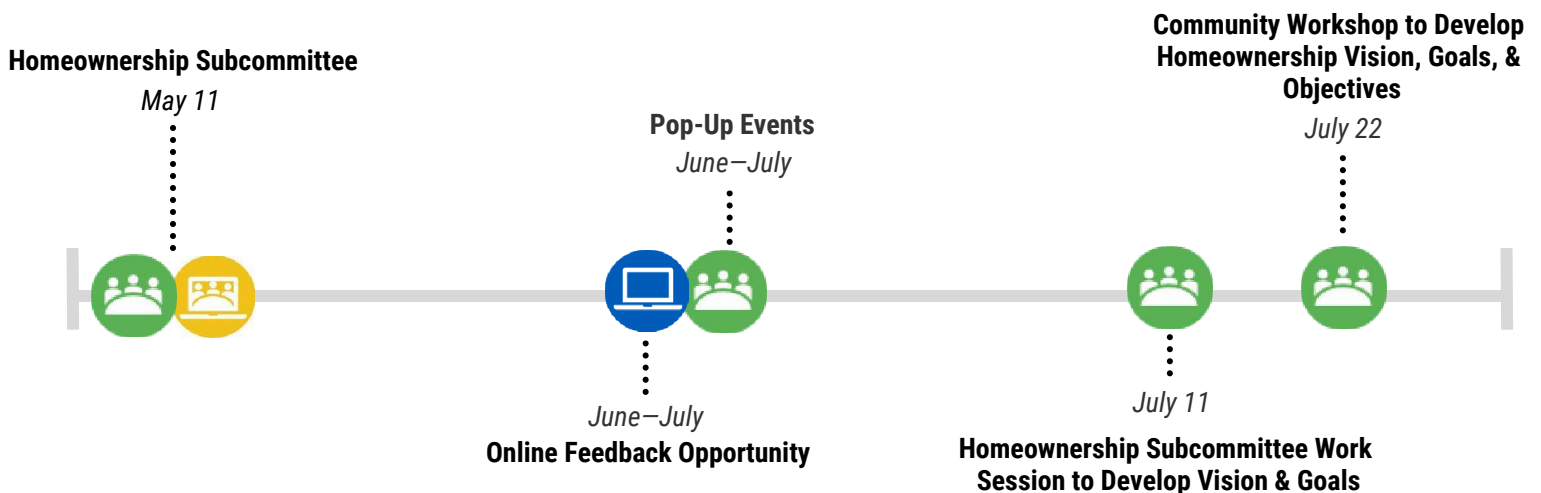 Homeownership Subcommittee
May 11
Pop-Up Events
June—July
Community Workshop to Develop
Homeownership Vision, Goals, &
Objectives
July 22
June—July
Online Feedback Opportunity
July 11
Homeownership Subcommittee Work
Session to Develop Vision & Goals